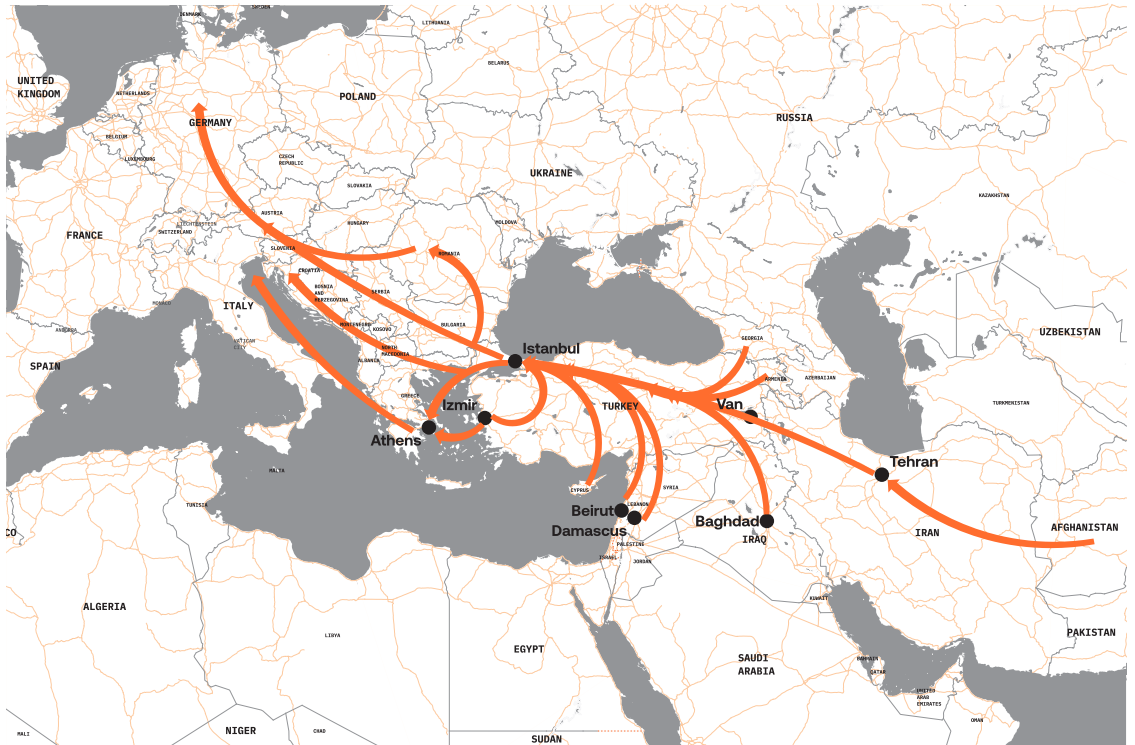 DENMARK
SWEDEN
LITHUANIA
BELARUS
UNITED
KINGDOM
NETHERLANDS
POLAND
GERMANY
RUSSIA
BELGIUM
LUXEMBOURG
CZECH
REPUBLIC
UKRAINE
SLOVAKIA
KAZAKHSTAN
AUSTRIA
LIECHTENSTEIN
SWITZERLAND
HUNGARY
MOLDOVA
FRANCE
SLOVENIA
ROMANIA
CROATIA
BOSNIA
AND
HERZEGOVINA
SERBIA
MONACO
ITALY
MONTENEGRO
KOSOVO
BULGARIA
ANDORRA
VATICAN
CITY
UZBEKISTAN
GEORGIA
Istanbul
NORTH
MACEDONIA
ALBANIA
SPAIN
ARMENIA
AZERBAIJAN
GREECE
Izmir
TURKEY
Van
TURKMENISTAN
Athens
Tehran
MALTA
CYPRUS
SYRIA
TUNISIA
LEBANON
Beirut
Damascus
Baghdad
IRAQ
IRAN
AFGHANISTAN
CO
PALESTINE
ISRAEL
JORDAN
KUWAIT
ALGERIA
LIBYA
EGYPT
PAKISTAN
SAUDI
ARABIA
BAHRAIN
QATAR
UNITED
ARAB
EMIRATES
OMAN
MALI
NIGER
CHAD
SUDAN